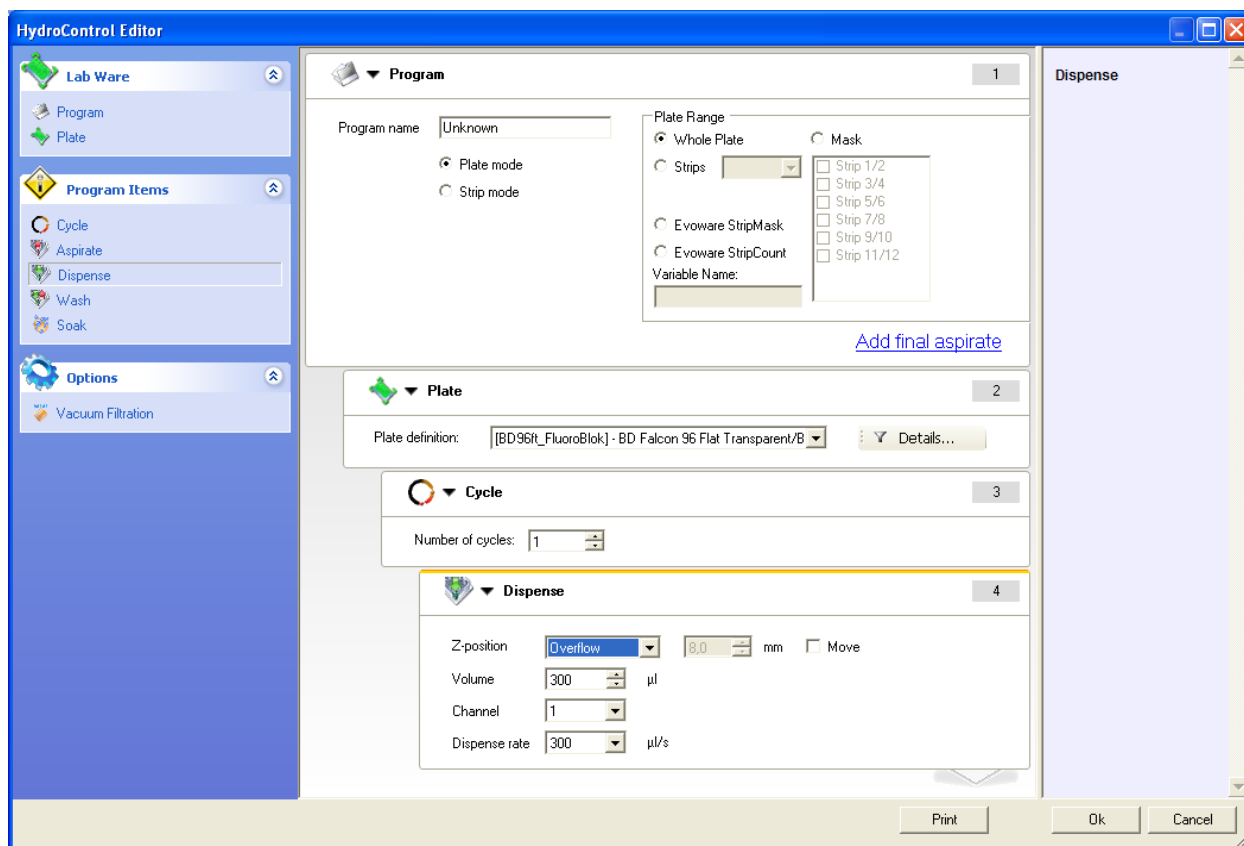 HydroControl Editor
Lab Ware
Program
Plate
Program Items
Cycle
Aspirate
Dispense
Wash
Soak
Options
Vacuum Filtration
Program 1
Program name Unknown
Plate mode
Strip mode
Plate Range
Whole Plate Mask
Strips
Strip 1/2
Strip 3/4
Strip 5/6
Strip 7/8
Strip 9/10
Strip 11/12
Evoware StripMask
Evoware StripCount
Variable Name:
Add final aspirate
Plate 2
Plate definition: [BD96ft_FluoroBlok] - BD Falcon 96 Flat Transparent/B Details...
Cycle 3
Number of cycles: 1
Dispense 4
Z-position Overflow 8,0 mm Move
Volume 300 µl
Channel 1
Dispense rate 300 µl/s
Dispense
Print Ok Cancel